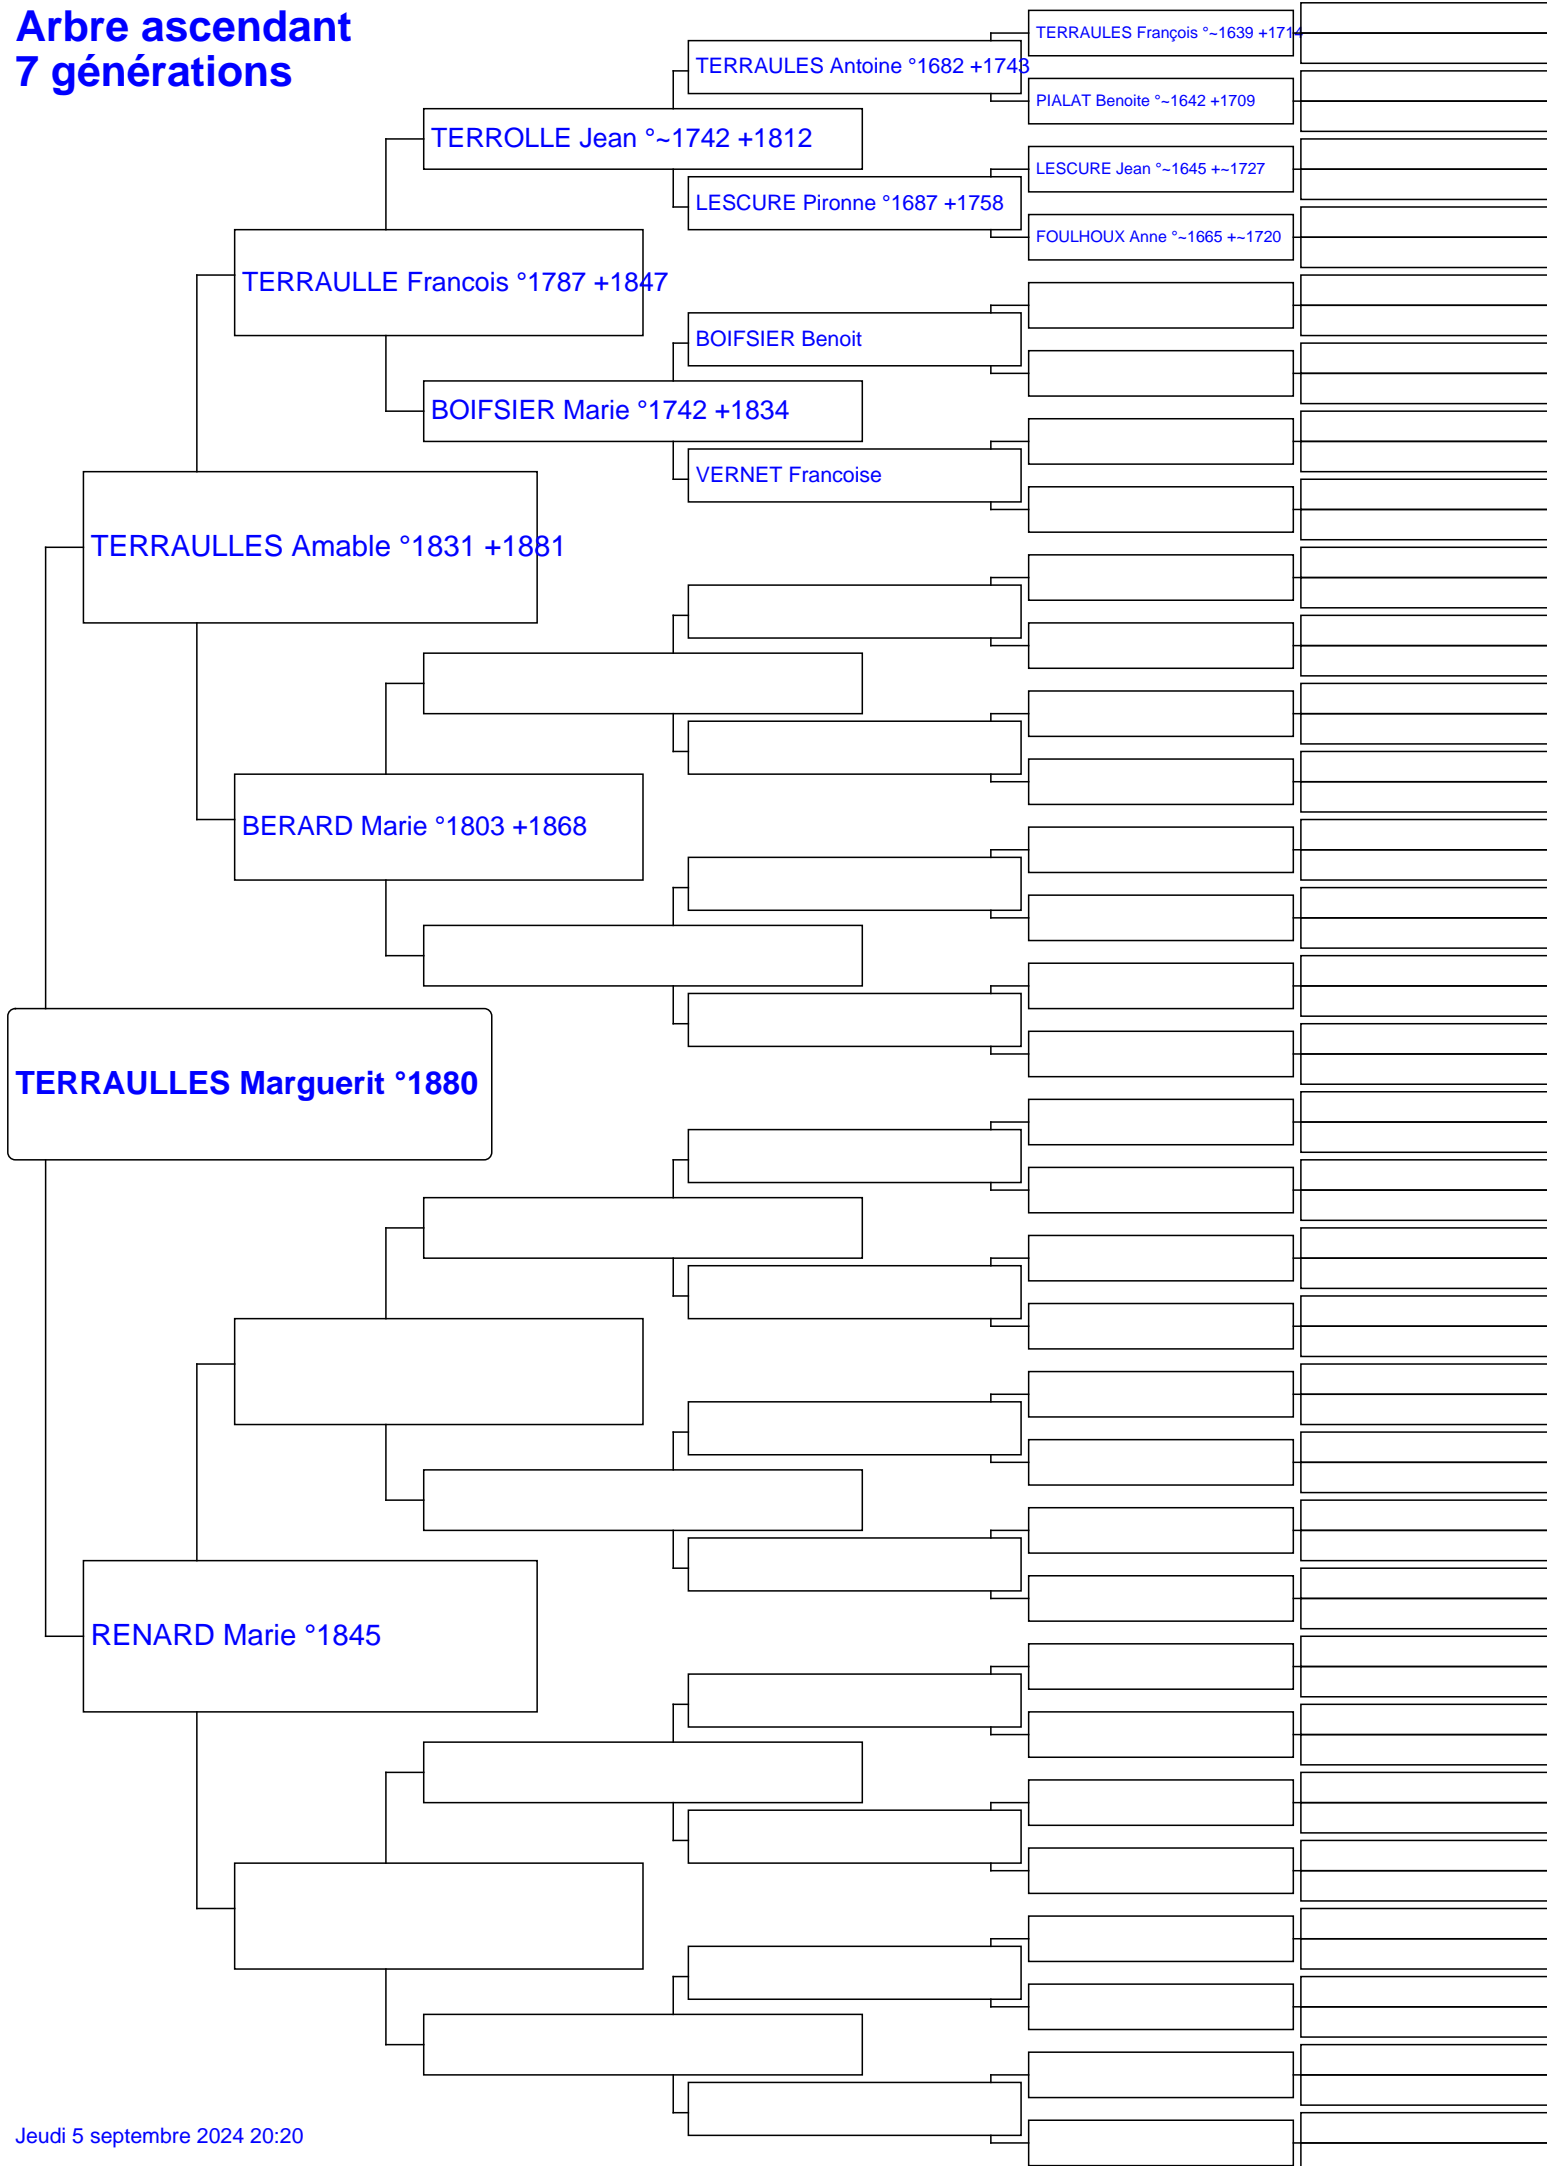 Arbre ascendant
7 générations
TERRAULES François °~1639 +1714
TERRAULES Antoine °1682 +1743
PIALAT Benoite °~1642 +1709
TERROLLE Jean °~1742 +1812
LESCURE Jean °~1645 +~1727
LESCURE Pironne °1687 +1758
FOULHOUX Anne °~1665 +~1720
TERRAULLE Francois °1787 +1847
BOIFSIER Benoit
BOIFSIER Marie °1742 +1834
VERNET Francoise
TERRAULLES Amable °1831 +1881
BERARD Marie °1803 +1868
TERRAULLES Marguerit °1880
RENARD Marie °1845
Jeudi 5 septembre 2024 20:20